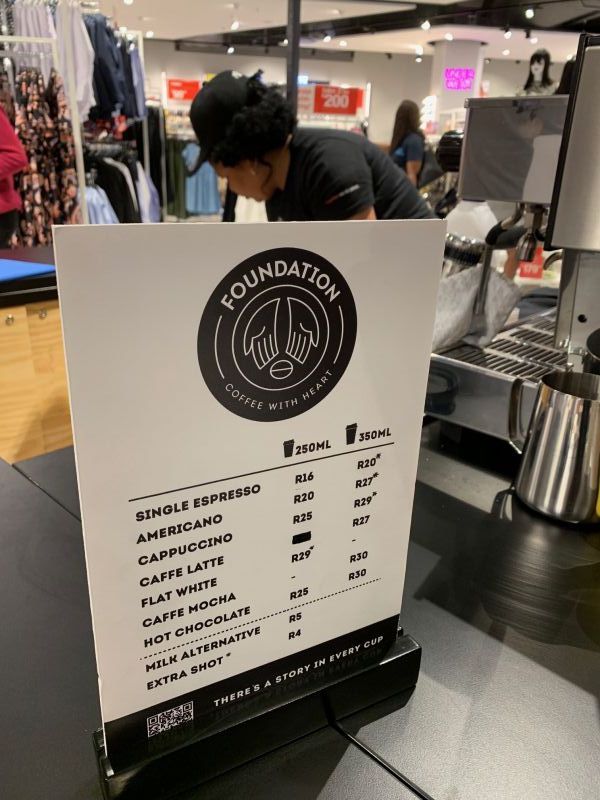 200
FOUNDATION
COFFEE WITH HEART
250ML 350ML
SINGLE ESPRESSO R16 R20*
AMERICANO R20 R27*
CAPPUCCINO R25 R29*
CAFFE LATTE R27
FLAT WHITE R29* -
CAFFE MOCHA - R30
HOT CHOCOLATE R25 R30
MILK ALTERNATIVE R5
EXTRA SHOT * R4
THERE'S A STORY IN EVERY CUP